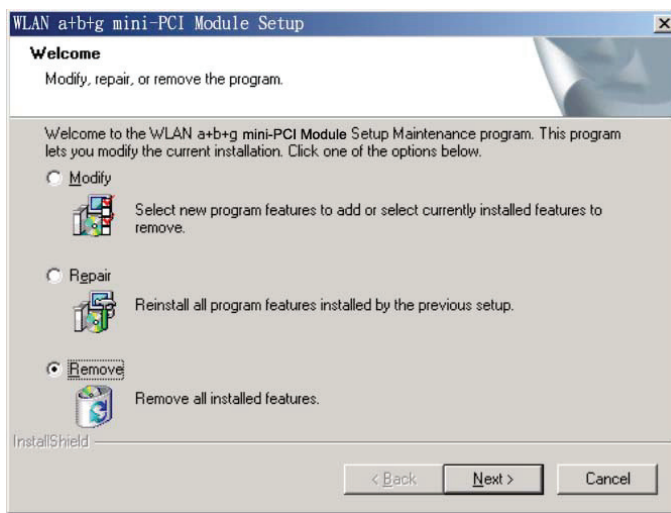 WLAN a+b+g mini-PCI Module Setup
Welcome
Modify, repair, or remove the program.
Welcome to the WLAN a+b+g mini-PCI Module Setup Maintenance program. This program
lets you modify the current installation. Click one of the options below.
Modify
Select new program features to add or select currently installed features to
remove.
Repair
Reinstall all program features installed by the previous setup.
Remove
Remove all installed features.
InstallShield
< Back
Next >
Cancel